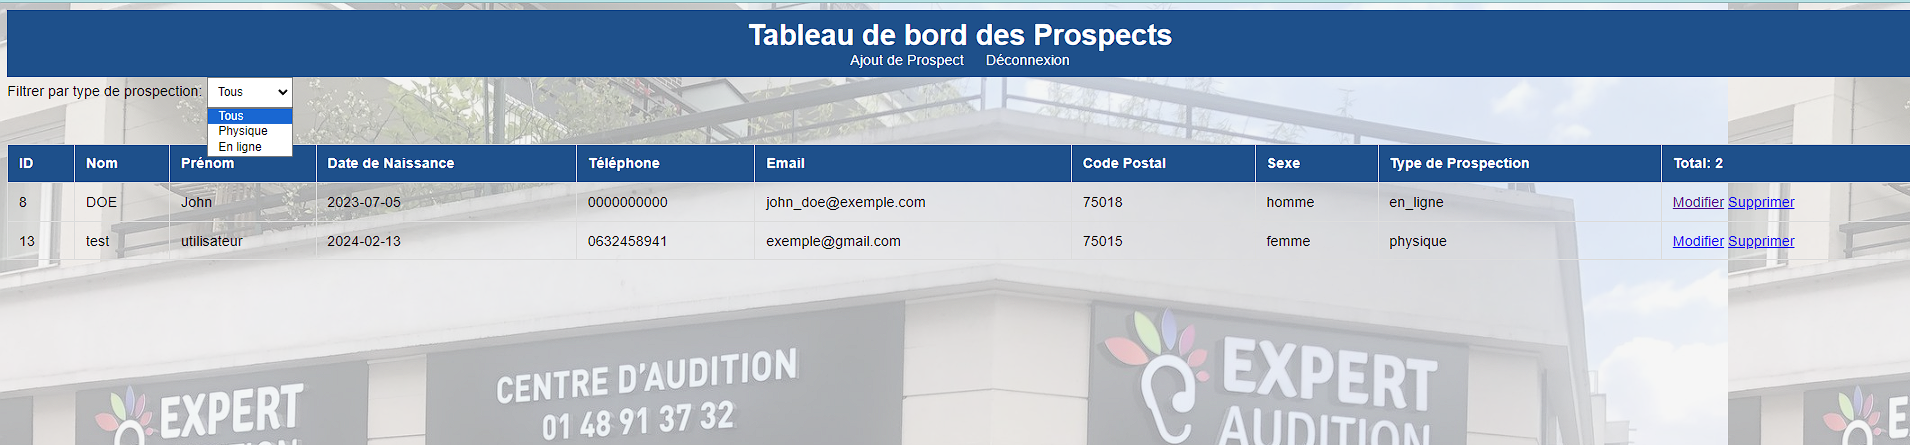 Tableau de bord des Prospects
Ajout de Prospect Déconnexion
Filtrer par type de prospection: Tous
Tous
Physique
En ligne
ID Nom Prénom Date de Naissance Téléphone Email Code Postal Sexe Type de Prospection Total: 2
8 DOE John 2023-07-05 0000000000 john_doe@exemple.com 75018 homme en_ligne Modifier Supprimer
13 test utilisateur 2024-02-13 0632458941 exemple@gmail.com 75015 femme physique Modifier Supprimer
CENTRE D'AUDITION
01 48 91 37 32
EXPERT
AUDITION
EXPERT